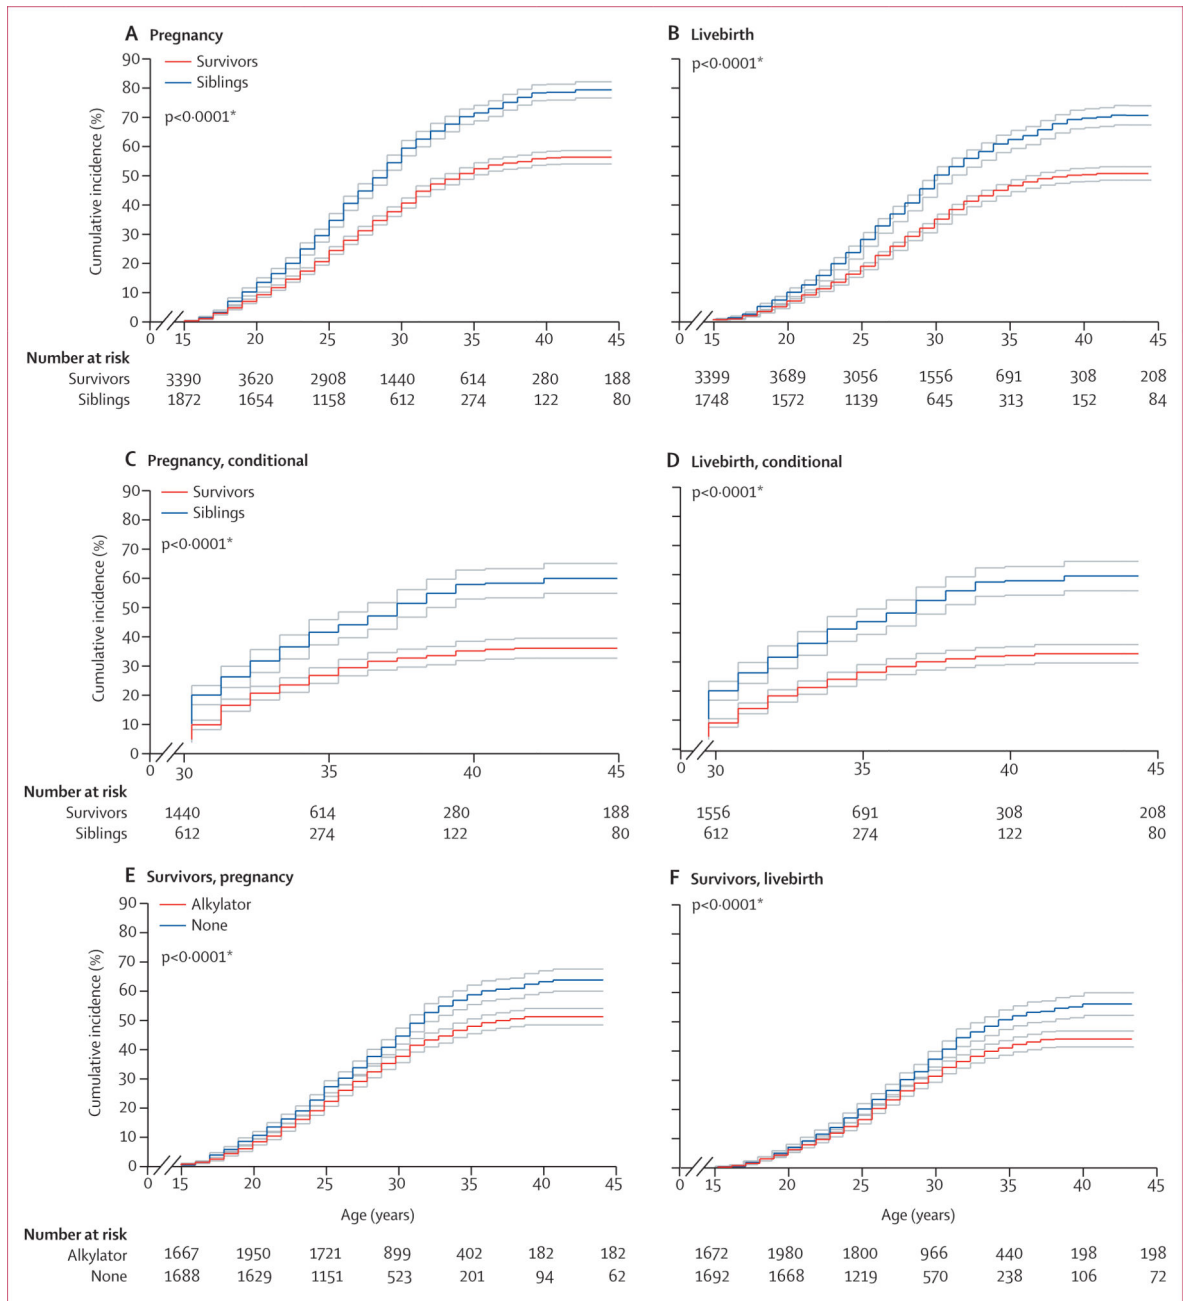 A Pregnancy
B Livebirth
90
80
70
60
50
40
30
20
10
0
Cumulative incidence (%)
Survivors
Siblings
p<0·0001*
p<0·0001*
0 15 20 25 30 35 40 45
0 15 20 25 30 35 40 45
Number at risk
Survivors 3390 3620 2908 1440 614 280 188
Siblings 1872 1654 1158 612 274 122 80
3399 3689 3056 1556 691 308 208
1748 1572 1139 645 313 152 84
C Pregnancy, conditional
D Livebirth, conditional
90
80
70
60
50
40
30
20
10
0
Cumulative incidence (%)
Survivors
Siblings
p<0·0001*
p<0·0001*
0 30 35 40 45
0 30 35 40 45
Number at risk
Survivors 1440 614 280 188
Siblings 612 274 122 80
1556 691 308 208
612 274 122 80
E Survivors, pregnancy
F Survivors, livebirth
90
80
70
60
50
40
30
20
10
0
Cumulative incidence (%)
Alkylator
None
p<0·0001*
p<0·0001*
0 15 20 25 30 35 40 45
0 15 20 25 30 35 40 45
Age (years)
Age (years)
Number at risk
Alkylator 1667 1950 1721 899 402 182 182
None 1688 1629 1151 523 201 94 62
1672 1980 1800 966 440 198 198
1692 1668 1219 570 238 106 72